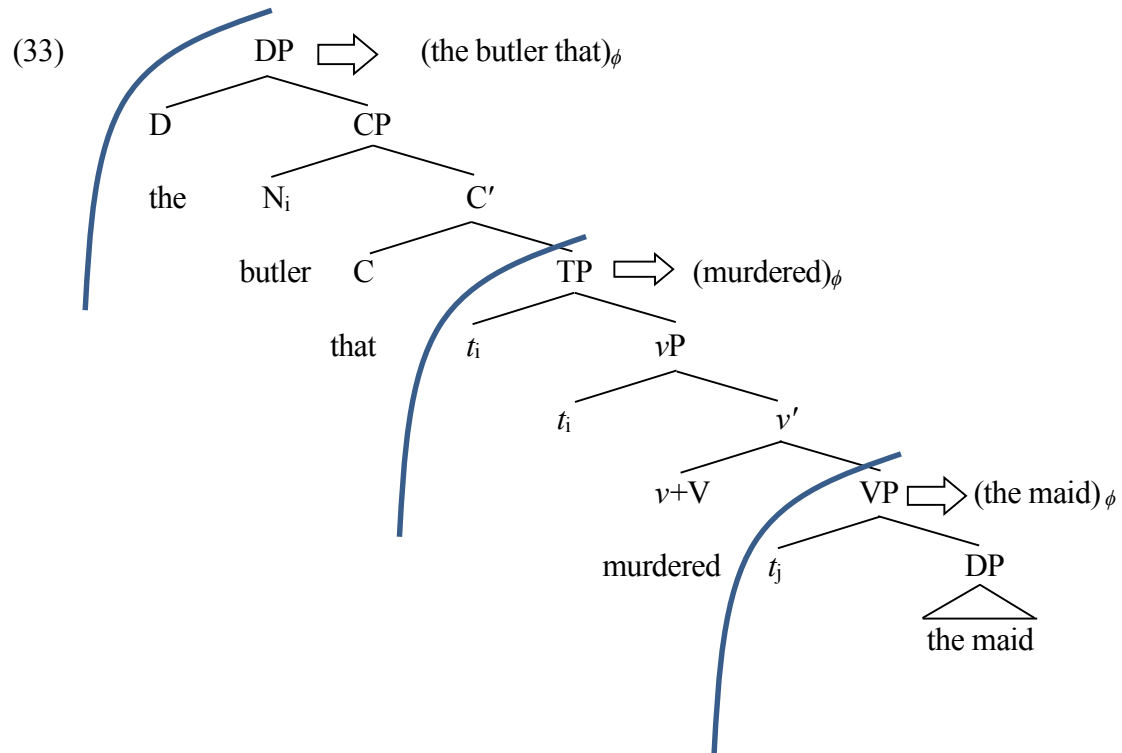 (33) DP (the butler that)ϕ
D CP
the Ni C′
butler C TP (murdered)ϕ
that ti vP
ti v′
v+V VP (the maid) ϕ
murdered tj DP
the maid